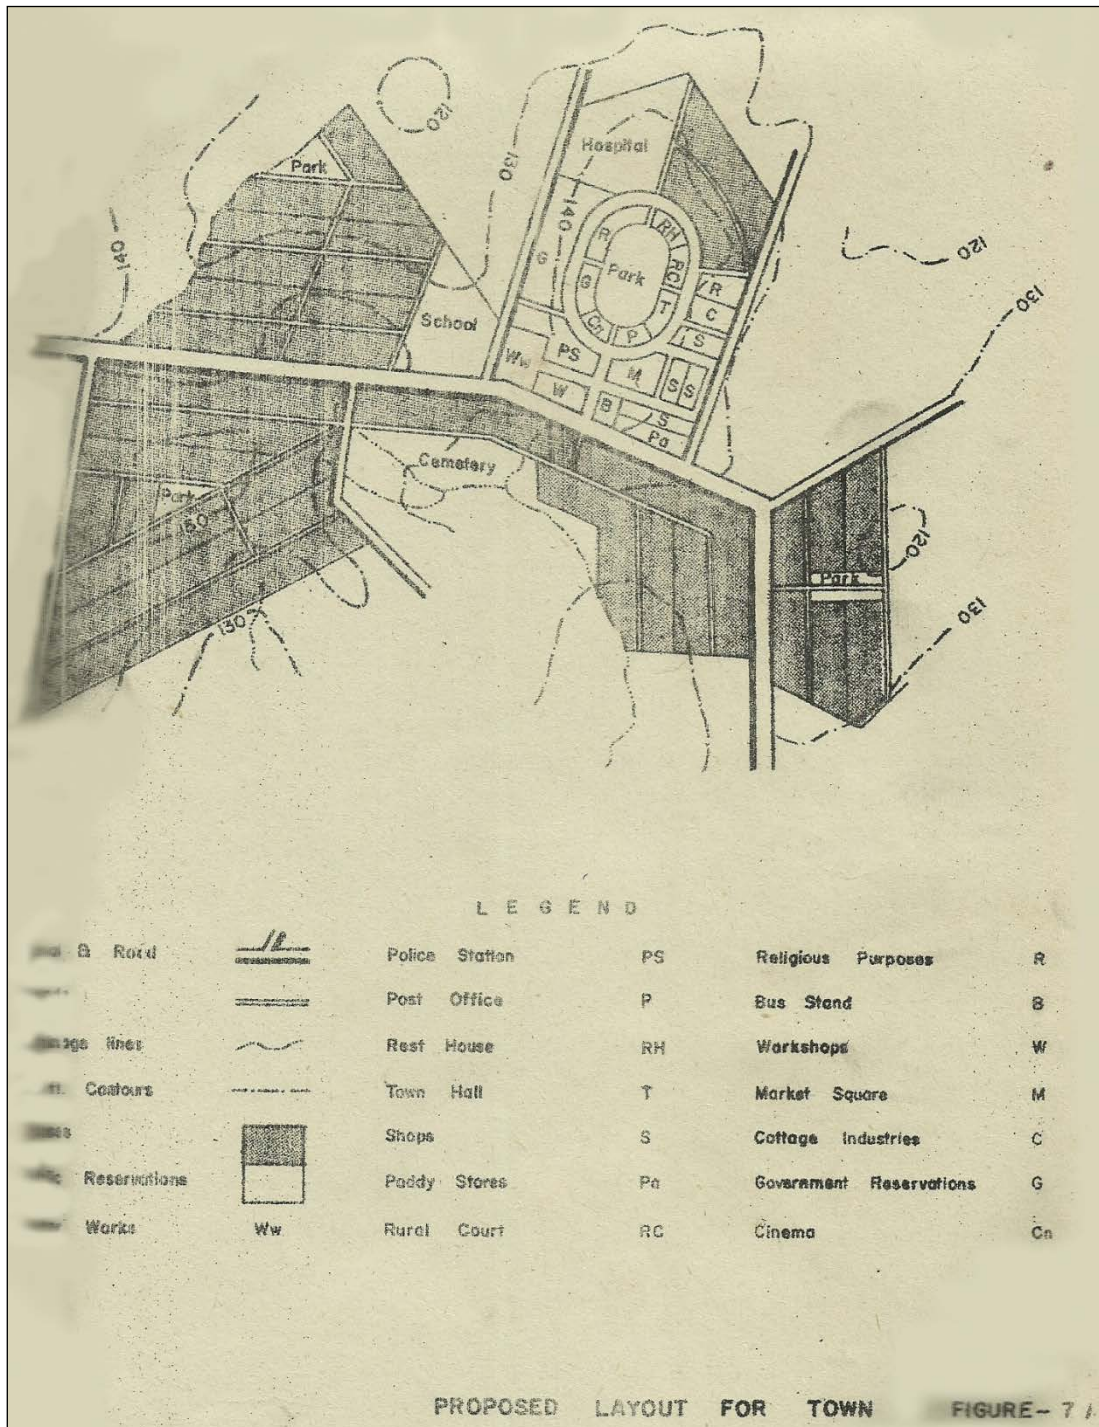 120
Park
Hospital
130
140
140
R
RH
120
G
Park
RC
G
R
T
C
130
School
Cn
P
S
Ww
PS
M
S
S
W
B
S
Pa
Cemetery
Park
150
120
Park
130
130
LEGEND
& Road
Police Station PS
Religious Purposes R
Post Office P
Bus Stand B
lines
Rest House RH
Workshops W
Contours
Town Hall T
Market Square M
Shops S
Cottage Industries C
Reservations
Paddy Stores Pa
Government Reservations G
Works Ww
Rural Court RC
Cinema Cn
PROPOSED LAYOUT FOR TOWN FIGURE- 7